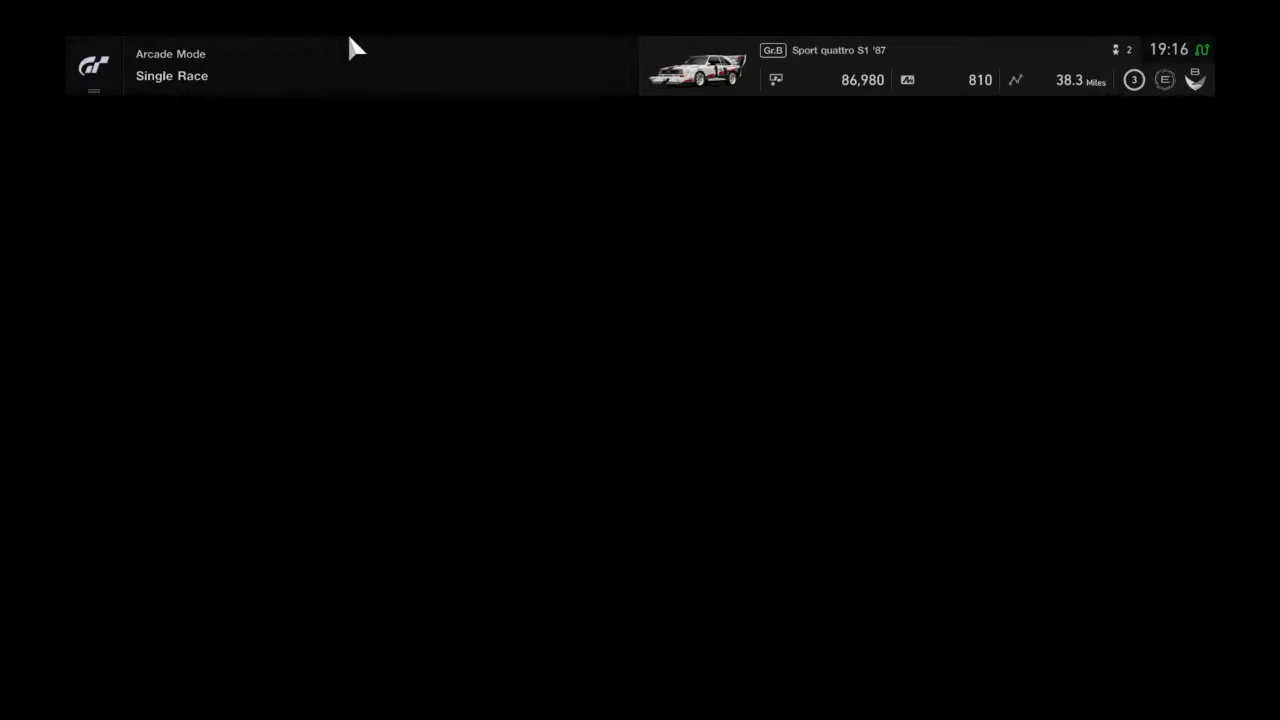 Arcade Mode
Single Race
Gr.B Sport quattro S1 '87
2
19:16
86,980
810
38.3 Miles
3
E
B